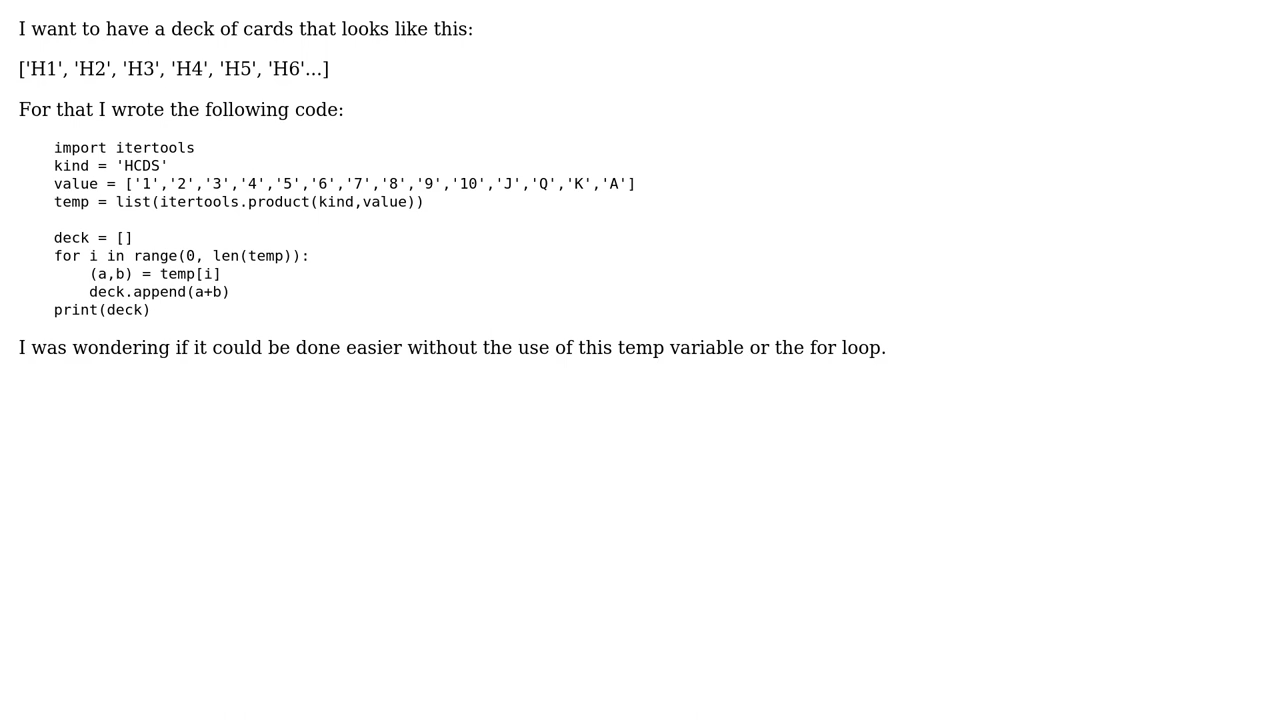 I want to have a deck of cards that looks like this:
['H1', 'H2', 'H3', 'H4', 'H5', 'H6'...]
For that I wrote the following code:
import itertools
kind = 'HCDS'
value = ['1','2','3','4','5','6','7','8','9','10','J','Q','K','A']
temp = list(itertools.product(kind,value))
deck = []
for i in range(0, len(temp)):
    (a,b) = temp[i]
    deck.append(a+b)
print(deck)
I was wondering if it could be done easier without the use of this temp variable or the for loop.